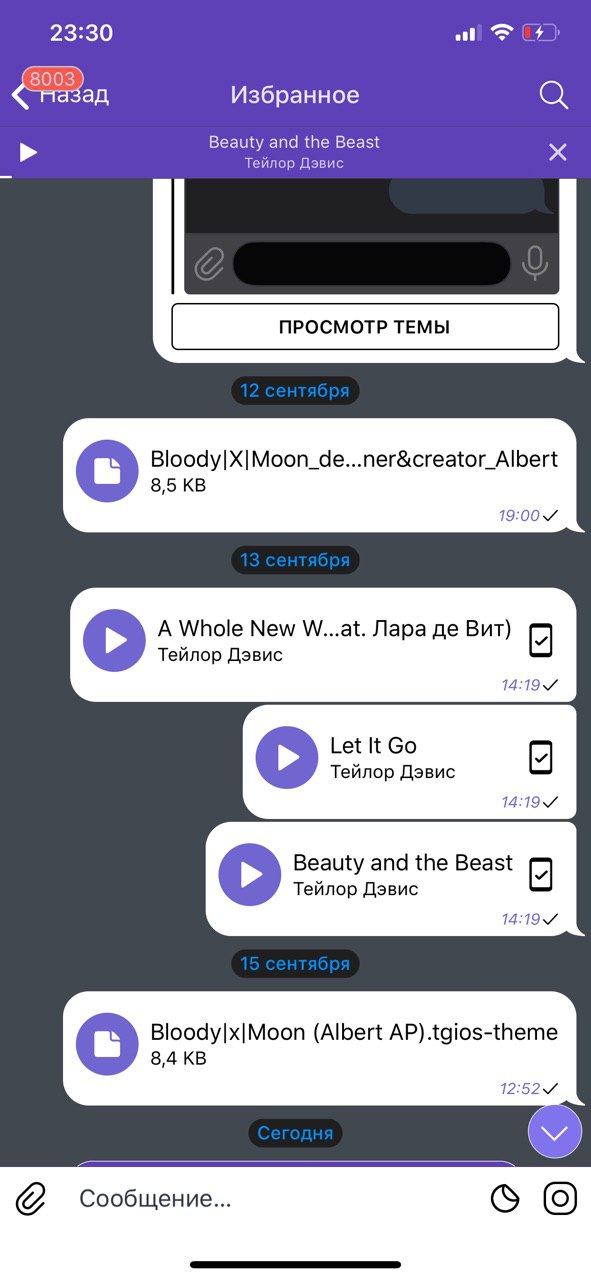 23:30
8003
Назад
Избранное
Beauty and the Beast
Тейлор Дэвис
ПРОСМОТР ТЕМЫ
12 сентября
Bloody|X|Moon_de...ner&creator_Albert
8,5 KB
19:00
13 сентября
A Whole New W...at. Лара де Вит)
Тейлор Дэвис
14:19
Let It Go
Тейлор Дэвис
14:19
Beauty and the Beast
Тейлор Дэвис
14:19
15 сентября
Bloody|x|Moon (Albert AP).tgios-theme
8,4 KB
12:52
Сегодня
Сообщение...